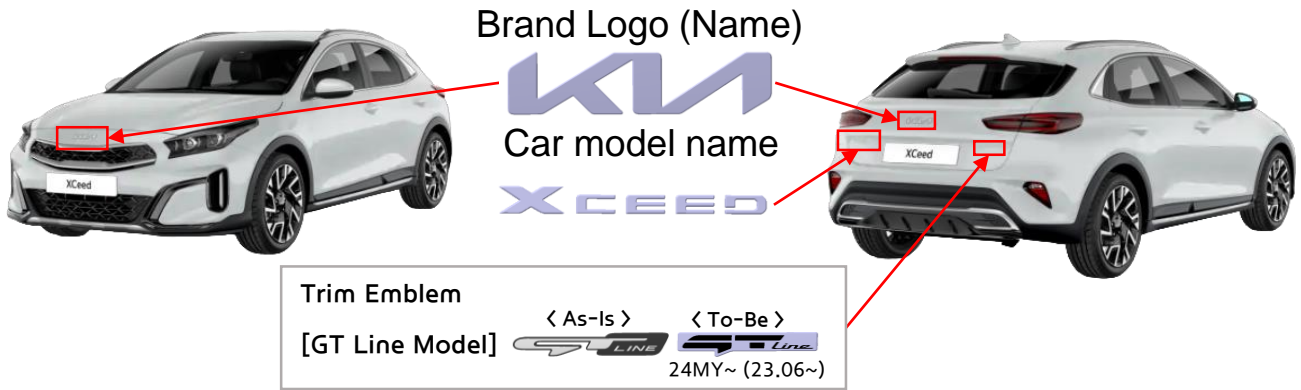 Brand Logo (Name)
KIA
Car model name
XCEED
XCeed
XCeed
Trim Emblem
< As-Is >
< To-Be >
[GT Line Model]
GT LINE
GT Line
24MY~ (23.06~)